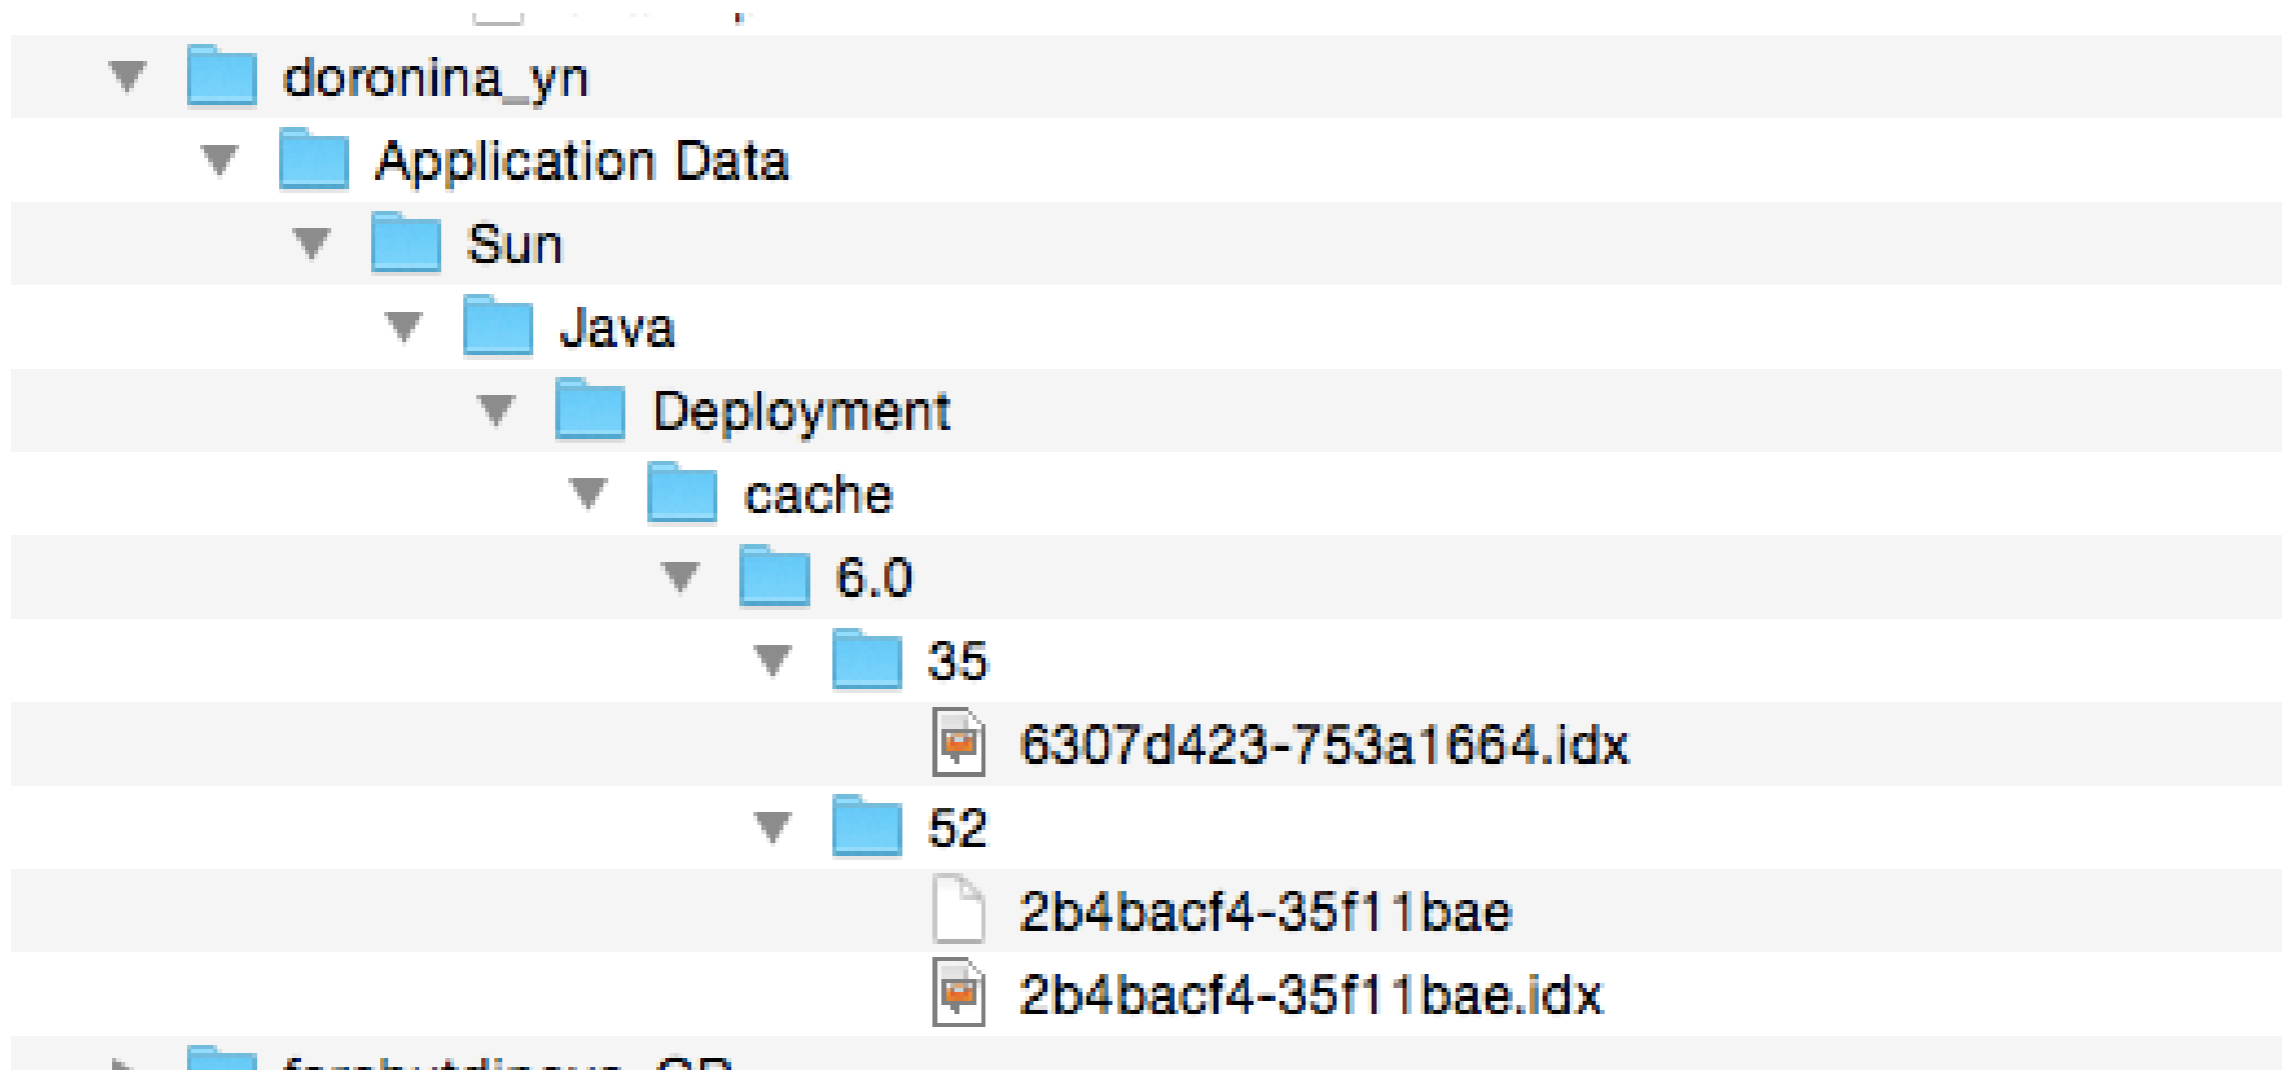 doronina_yn
Application Data
Sun
Java
Deployment
cache
6.0
35
6307d423-753a1664.idx
52
2b4bacf4-35f11bae
2b4bacf4-35f11bae.idx